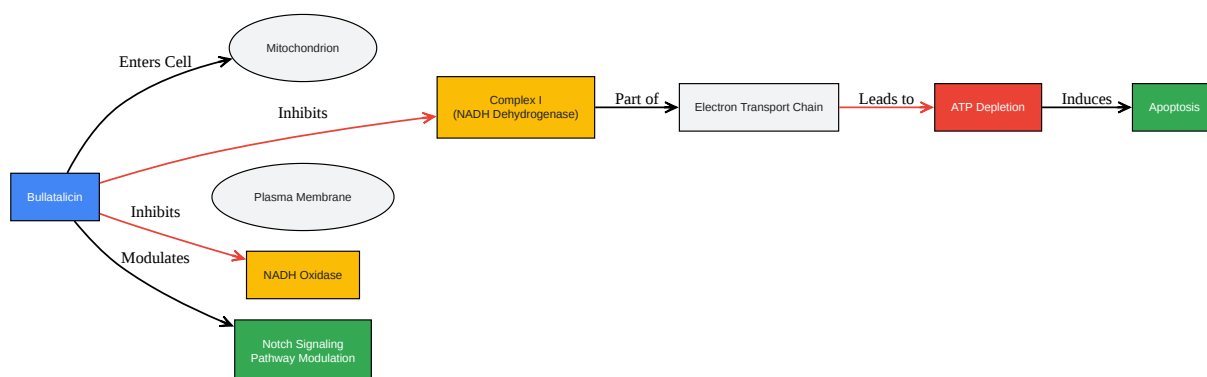 Mitochondrion
Enters Cell
Complex I
(NADH Dehydrogenase)
Inhibits
Part of
Electron Transport Chain
Leads to
ATP Depletion
Induces
Apoptosis
Bullatalicin
Plasma Membrane
Inhibits
Modulates
NADH Oxidase
Notch Signaling
Pathway Modulation